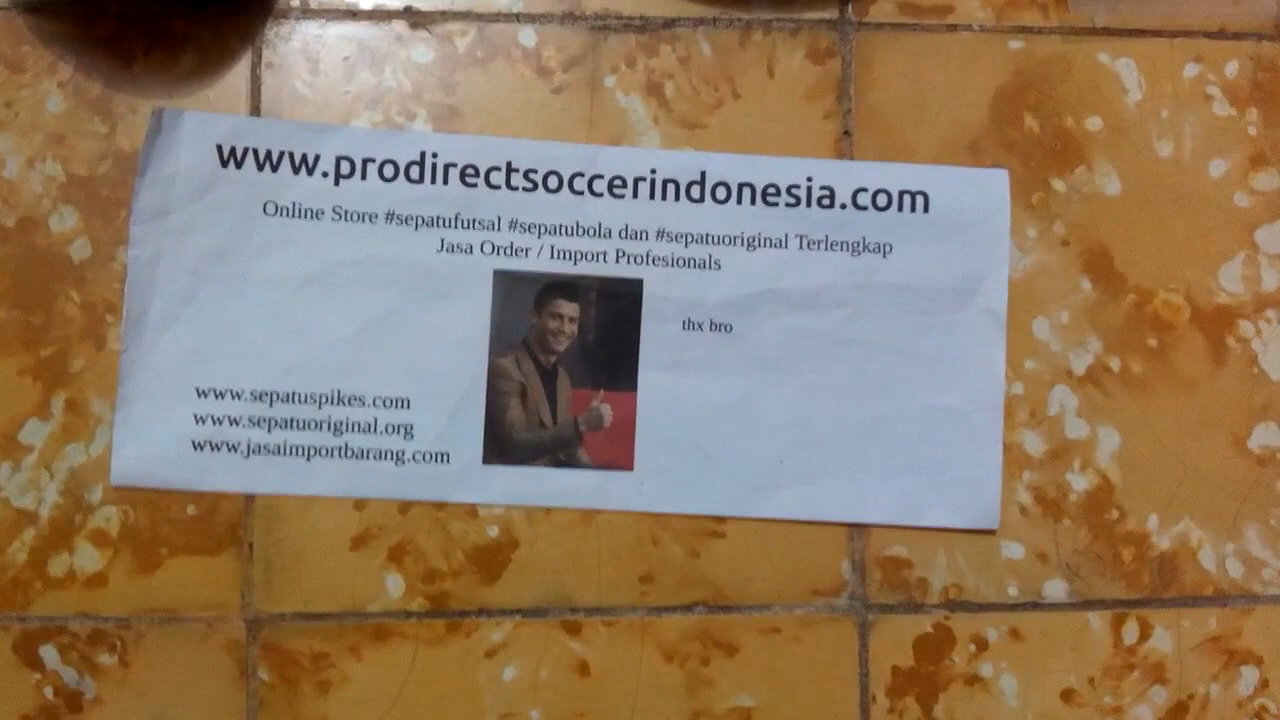 www.prodirectsoccerindonesia.com
Online Store #sepatufutsal #sepatubola dan #sepatuoriginal Terlengkap
Jasa Order / Import Profesionals
thx bro
www.sepatuspikes.com
www.sepatuoriginal.org
www.jasaimportbarang.com